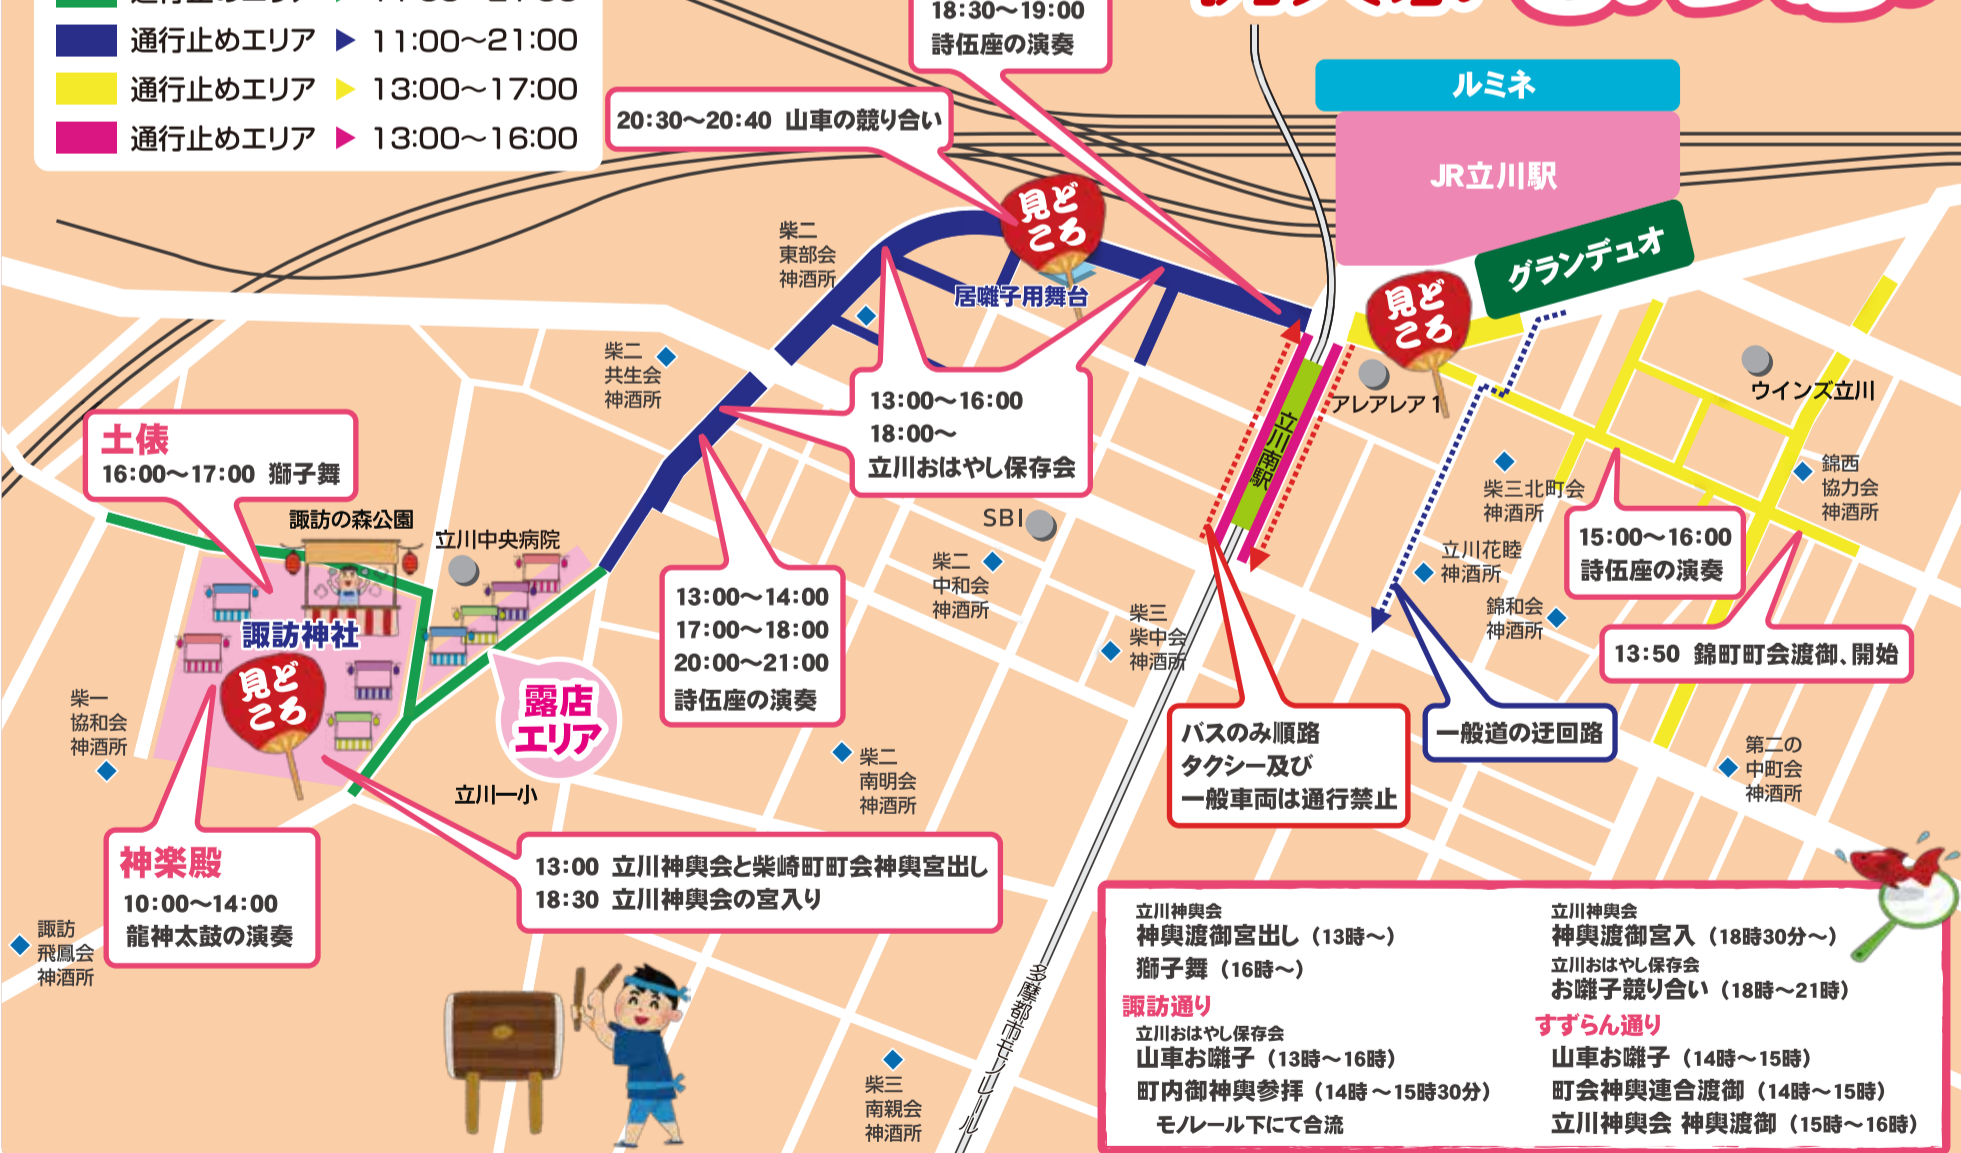 通行止めエリア
通行止めエリア ▶ 11:00〜21:00
通行止めエリア ▶ 13:00〜17:00
通行止めエリア ▶ 13:00〜16:00
18:30〜19:00
詩伍座の演奏
20:30〜20:40 山車の競り合い
ルミネ
JR立川駅
グランデュオ
見どころ
見どころ
居囃子用舞台
柴二
東部会
神酒所
柴二
共生会
神酒所
13:00〜16:00
18:00〜
立川おはやし保存会
立川南駅
アレアレア1
ウインズ立川
土俵
16:00〜17:00 獅子舞
諏訪の森公園
立川中央病院
SBI
柴三北町会
神酒所
錦西
協力会
神酒所
15:00〜16:00
詩伍座の演奏
立川花睦
神酒所
錦和会
神酒所
13:50 錦町町会渡御、開始
柴二
中和会
神酒所
13:00〜14:00
17:00〜18:00
20:00〜21:00
詩伍座の演奏
柴三
柴中会
神酒所
諏訪神社
見どころ
露店
エリア
柴一
協和会
神酒所
バスのみ順路
タクシー及び
一般車両は通行禁止
一般道の迂回路
第二の
中町会
神酒所
柴二
南明会
神酒所
立川一小
神楽殿
10:00〜14:00
龍神太鼓の演奏
13:00 立川神輿会と柴崎町町会神輿宮出し
18:30 立川神輿会の宮入り
諏訪
飛鳳会
神酒所
多摩都市モノレール
柴三
南親会
神酒所
立川神輿会
神輿渡御宮出し（13時〜）
獅子舞（16時〜）
諏訪通り
立川おはやし保存会
山車お囃子（13時〜16時）
町内御神輿参拝（14時〜15時30分）
モノレール下にて合流
立川神輿会
神輿渡御宮入（18時30分〜）
立川おはやし保存会
お囃子競り合い（18時〜21時）
すずらん通り
山車お囃子（14時〜15時）
町会神輿連合渡御（14時〜15時）
立川神輿会 神輿渡御（15時〜16時）